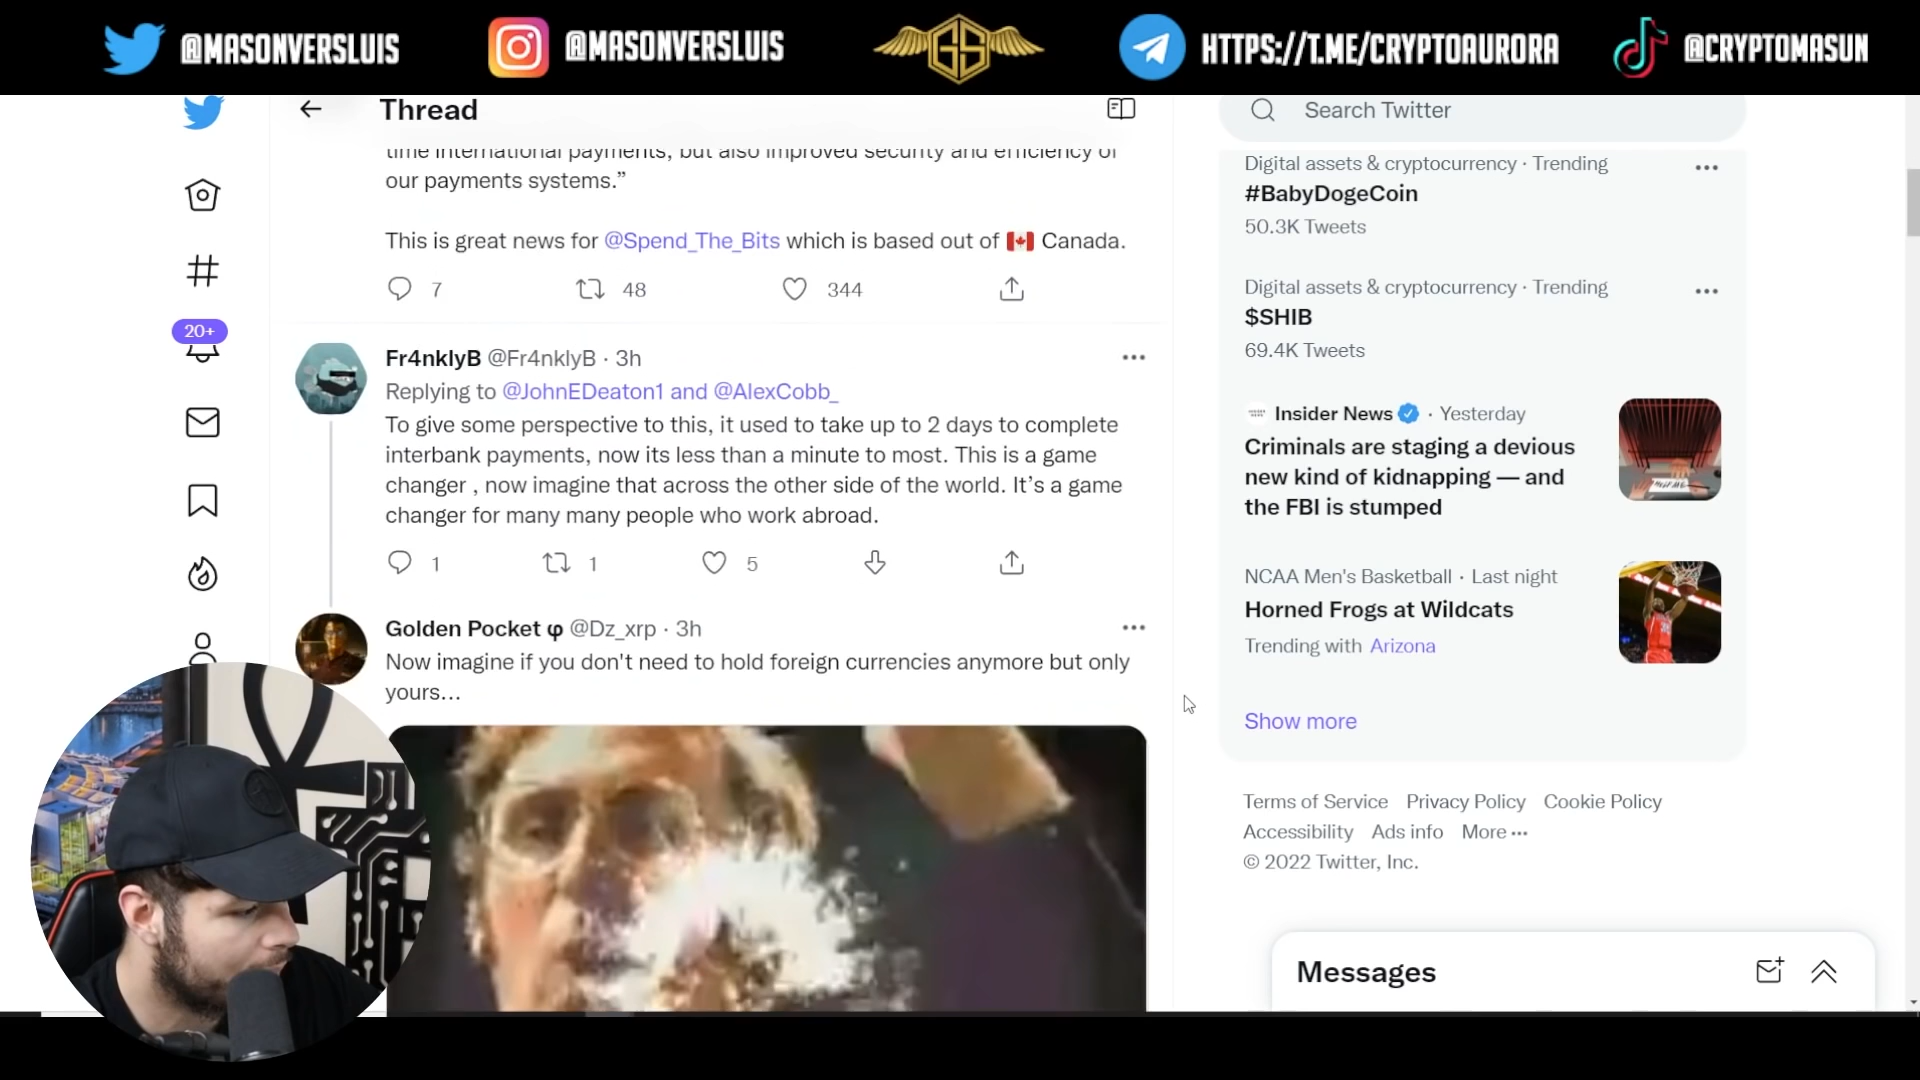 @MASONVERSLUIS
@MASONVERSLUIS
GS
HTTPS://T.ME/CRYPTOAURORA
@CRYPTOMASUN
Thread
time international payments, but also improved security and efficiency of
our payments systems.”
This is great news for @Spend_The_Bits which is based out of 🇨🇦 Canada.
7 48 344
20+
Fr4nklyB @Fr4nklyB · 3h
Replying to @JohnEDeaton1 and @AlexCobb_
To give some perspective to this, it used to take up to 2 days to complete
interbank payments, now its less than a minute to most. This is a game
changer , now imagine that across the other side of the world. It’s a game
changer for many many people who work abroad.
1 1 5
Golden Pocket φ @Dz_xrp · 3h
Now imagine if you don't need to hold foreign currencies anymore but only
yours...
Search Twitter
Digital assets & cryptocurrency · Trending
#BabyDogeCoin
50.3K Tweets
Digital assets & cryptocurrency · Trending
$SHIB
69.4K Tweets
Insider News · Yesterday
Criminals are staging a devious
new kind of kidnapping — and
the FBI is stumped
NCAA Men's Basketball · Last night
Horned Frogs at Wildcats
Trending with Arizona
Show more
Terms of Service Privacy Policy Cookie Policy
Accessibility Ads info More ···
© 2022 Twitter, Inc.
Messages